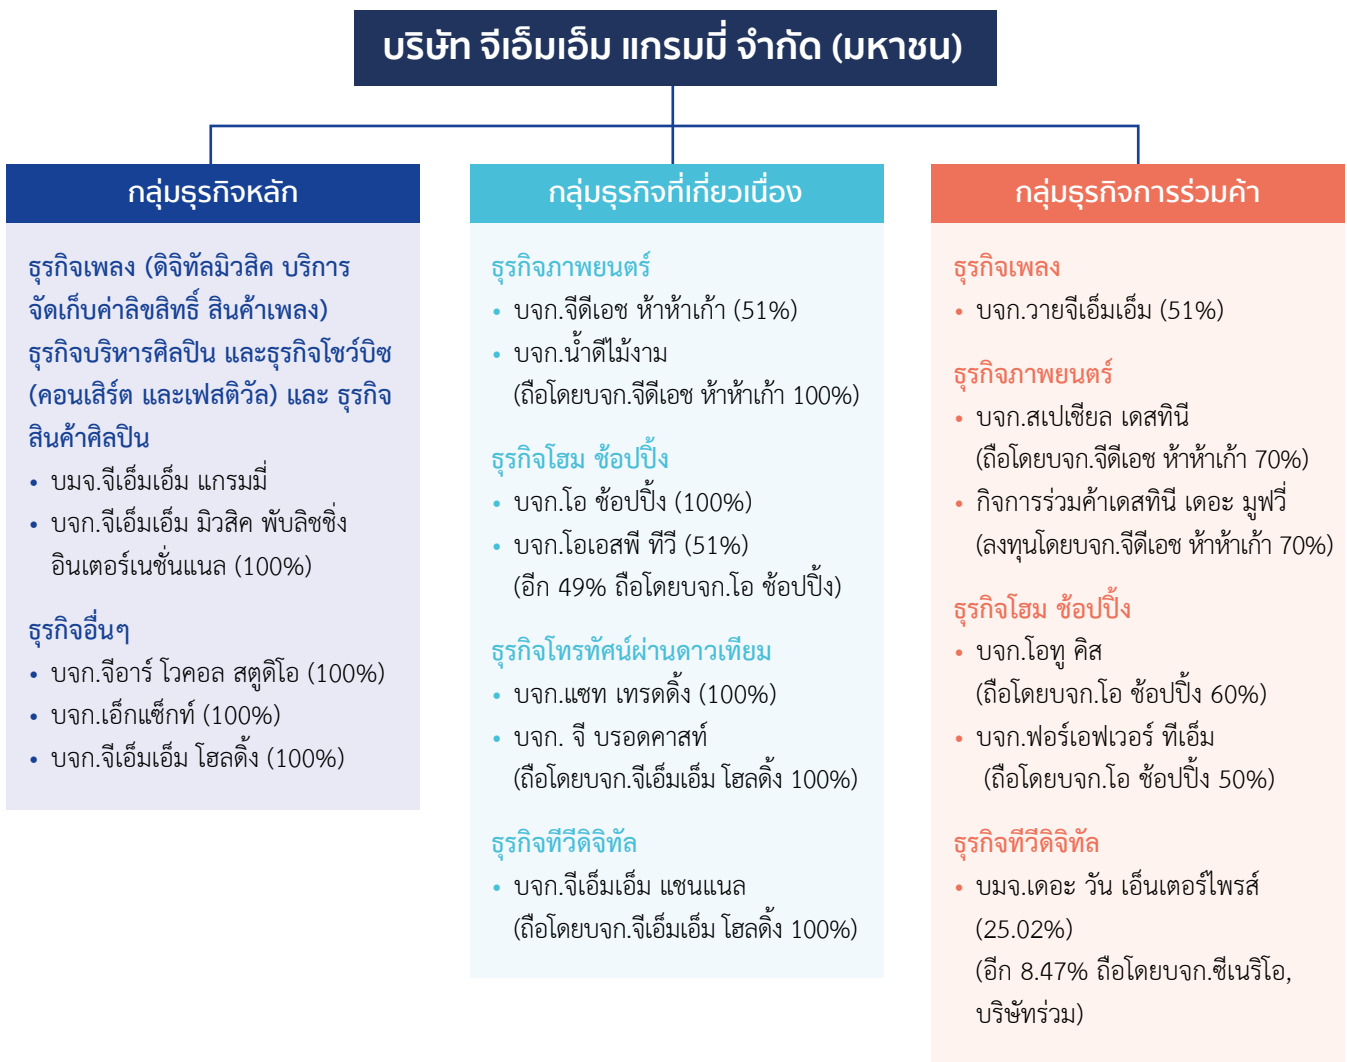 บริษัท จีเอ็มเอ็ม แกรมมี่ จำกัด (มหาชน)
กลุ่มธุรกิจหลัก
ธุรกิจเพลง (ดิจิทัลมิวสิค บริการ
จัดเก็บค่าลิขสิทธิ์ สินค้าเพลง)
ธุรกิจบริหารศิลปิน และธุรกิจโชว์บิซ
(คอนเสิร์ต และเฟสติวัล) และ ธุรกิจ
สินค้าศิลปิน
• บมจ.จีเอ็มเอ็ม แกรมมี่
• บจก.จีเอ็มเอ็ม มิวสิค พับลิชชิ่ง
อินเตอร์เนชั่นแนล (100%)
ธุรกิจอื่นๆ
• บจก.จีอาร์ โวคอล สตูดิโอ (100%)
• บจก.เอ็กแซ็กท์ (100%)
• บจก.จีเอ็มเอ็ม โฮลดิ้ง (100%)
กลุ่มธุรกิจที่เกี่ยวเนื่อง
ธุรกิจภาพยนตร์
• บจก.จีดีเอช ห้าห้าเก้า (51%)
• บจก.น้ำดีไม้งาม
(ถือโดยบจก.จีดีเอช ห้าห้าเก้า 100%)
ธุรกิจโฮม ช้อปปิ้ง
• บจก.โอ ช้อปปิ้ง (100%)
• บจก.โอเอสพี ทีวี (51%)
(อีก 49% ถือโดยบจก.โอ ช้อปปิ้ง)
ธุรกิจโทรทัศน์ผ่านดาวเทียม
• บจก.แซท เทรดดิ้ง (100%)
• บจก. จี บรอดคาสท์
(ถือโดยบจก.จีเอ็มเอ็ม โฮลดิ้ง 100%)
ธุรกิจทีวีดิจิทัล
• บจก.จีเอ็มเอ็ม แชนแนล
(ถือโดยบจก.จีเอ็มเอ็ม โฮลดิ้ง 100%)
กลุ่มธุรกิจการร่วมค้า
ธุรกิจเพลง
• บจก.วายจีเอ็มเอ็ม (51%)
ธุรกิจภาพยนตร์
• บจก.สเปเชียล เดสทินี
(ถือโดยบจก.จีดีเอช ห้าห้าเก้า 70%)
• กิจการร่วมค้าเดสทินี เดอะ มูฟวี่
(ลงทุนโดยบจก.จีดีเอช ห้าห้าเก้า 70%)
ธุรกิจโฮม ช้อปปิ้ง
• บจก.โอทู คิส
(ถือโดยบจก.โอ ช้อปปิ้ง 60%)
• บจก.ฟอร์เอฟเวอร์ ทีเอ็ม
(ถือโดยบจก.โอ ช้อปปิ้ง 50%)
ธุรกิจทีวีดิจิทัล
• บมจ.เดอะ วัน เอ็นเตอร์ไพรส์
(25.02%)
(อีก 8.47% ถือโดยบจก.ซีเนริโอ,
บริษัทร่วม)